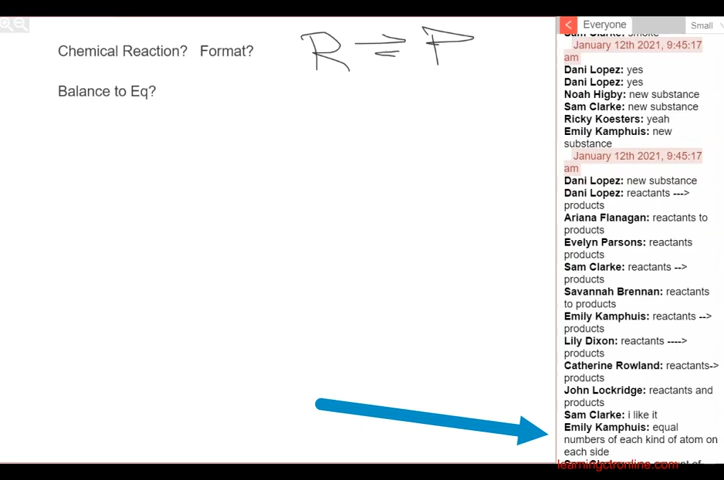 Everyone
Small
Chemical Reaction? Format?
R ⇌ P
Balance to Eq?
January 12th 2021, 9:45:17
am
Dani Lopez: yes
Dani Lopez: yes
Noah Higby: new substance
Sam Clarke: new substance
Ricky Koesters: yeah
Emily Kamphuis: new
substance
January 12th 2021, 9:45:17
am
Dani Lopez: new substance
Dani Lopez: reactants --->
products
Ariana Flanagan: reactants to
products
Evelyn Parsons: reactants
products
Sam Clarke: reactants -->
products
Savannah Brennan: reactants
to products
Emily Kamphuis: reactants -->
products
Lily Dixon: reactants ---->
products
Catherine Rowland: reactants->
products
John Lockridge: reactants and
products
Sam Clarke: i like it
Emily Kamphuis: equal
numbers of each kind of atom on
each side
learningctronline.com